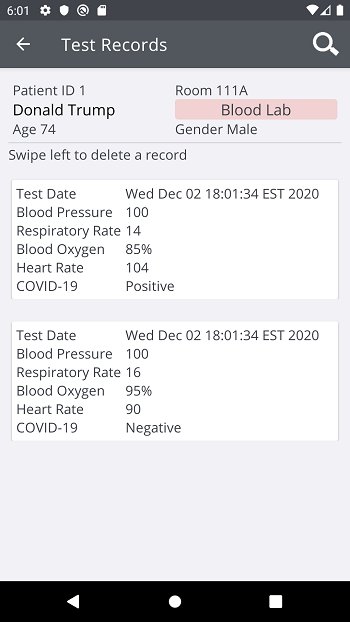 6:01
Test Records
Patient ID 1 Room 111A
Donald Trump Blood Lab
Age 74 Gender Male
Swipe left to delete a record
Test Date Wed Dec 02 18:01:34 EST 2020
Blood Pressure 100
Respiratory Rate 14
Blood Oxygen 85%
Heart Rate 104
COVID-19 Positive
Test Date Wed Dec 02 18:01:34 EST 2020
Blood Pressure 100
Respiratory Rate 16
Blood Oxygen 95%
Heart Rate 90
COVID-19 Negative